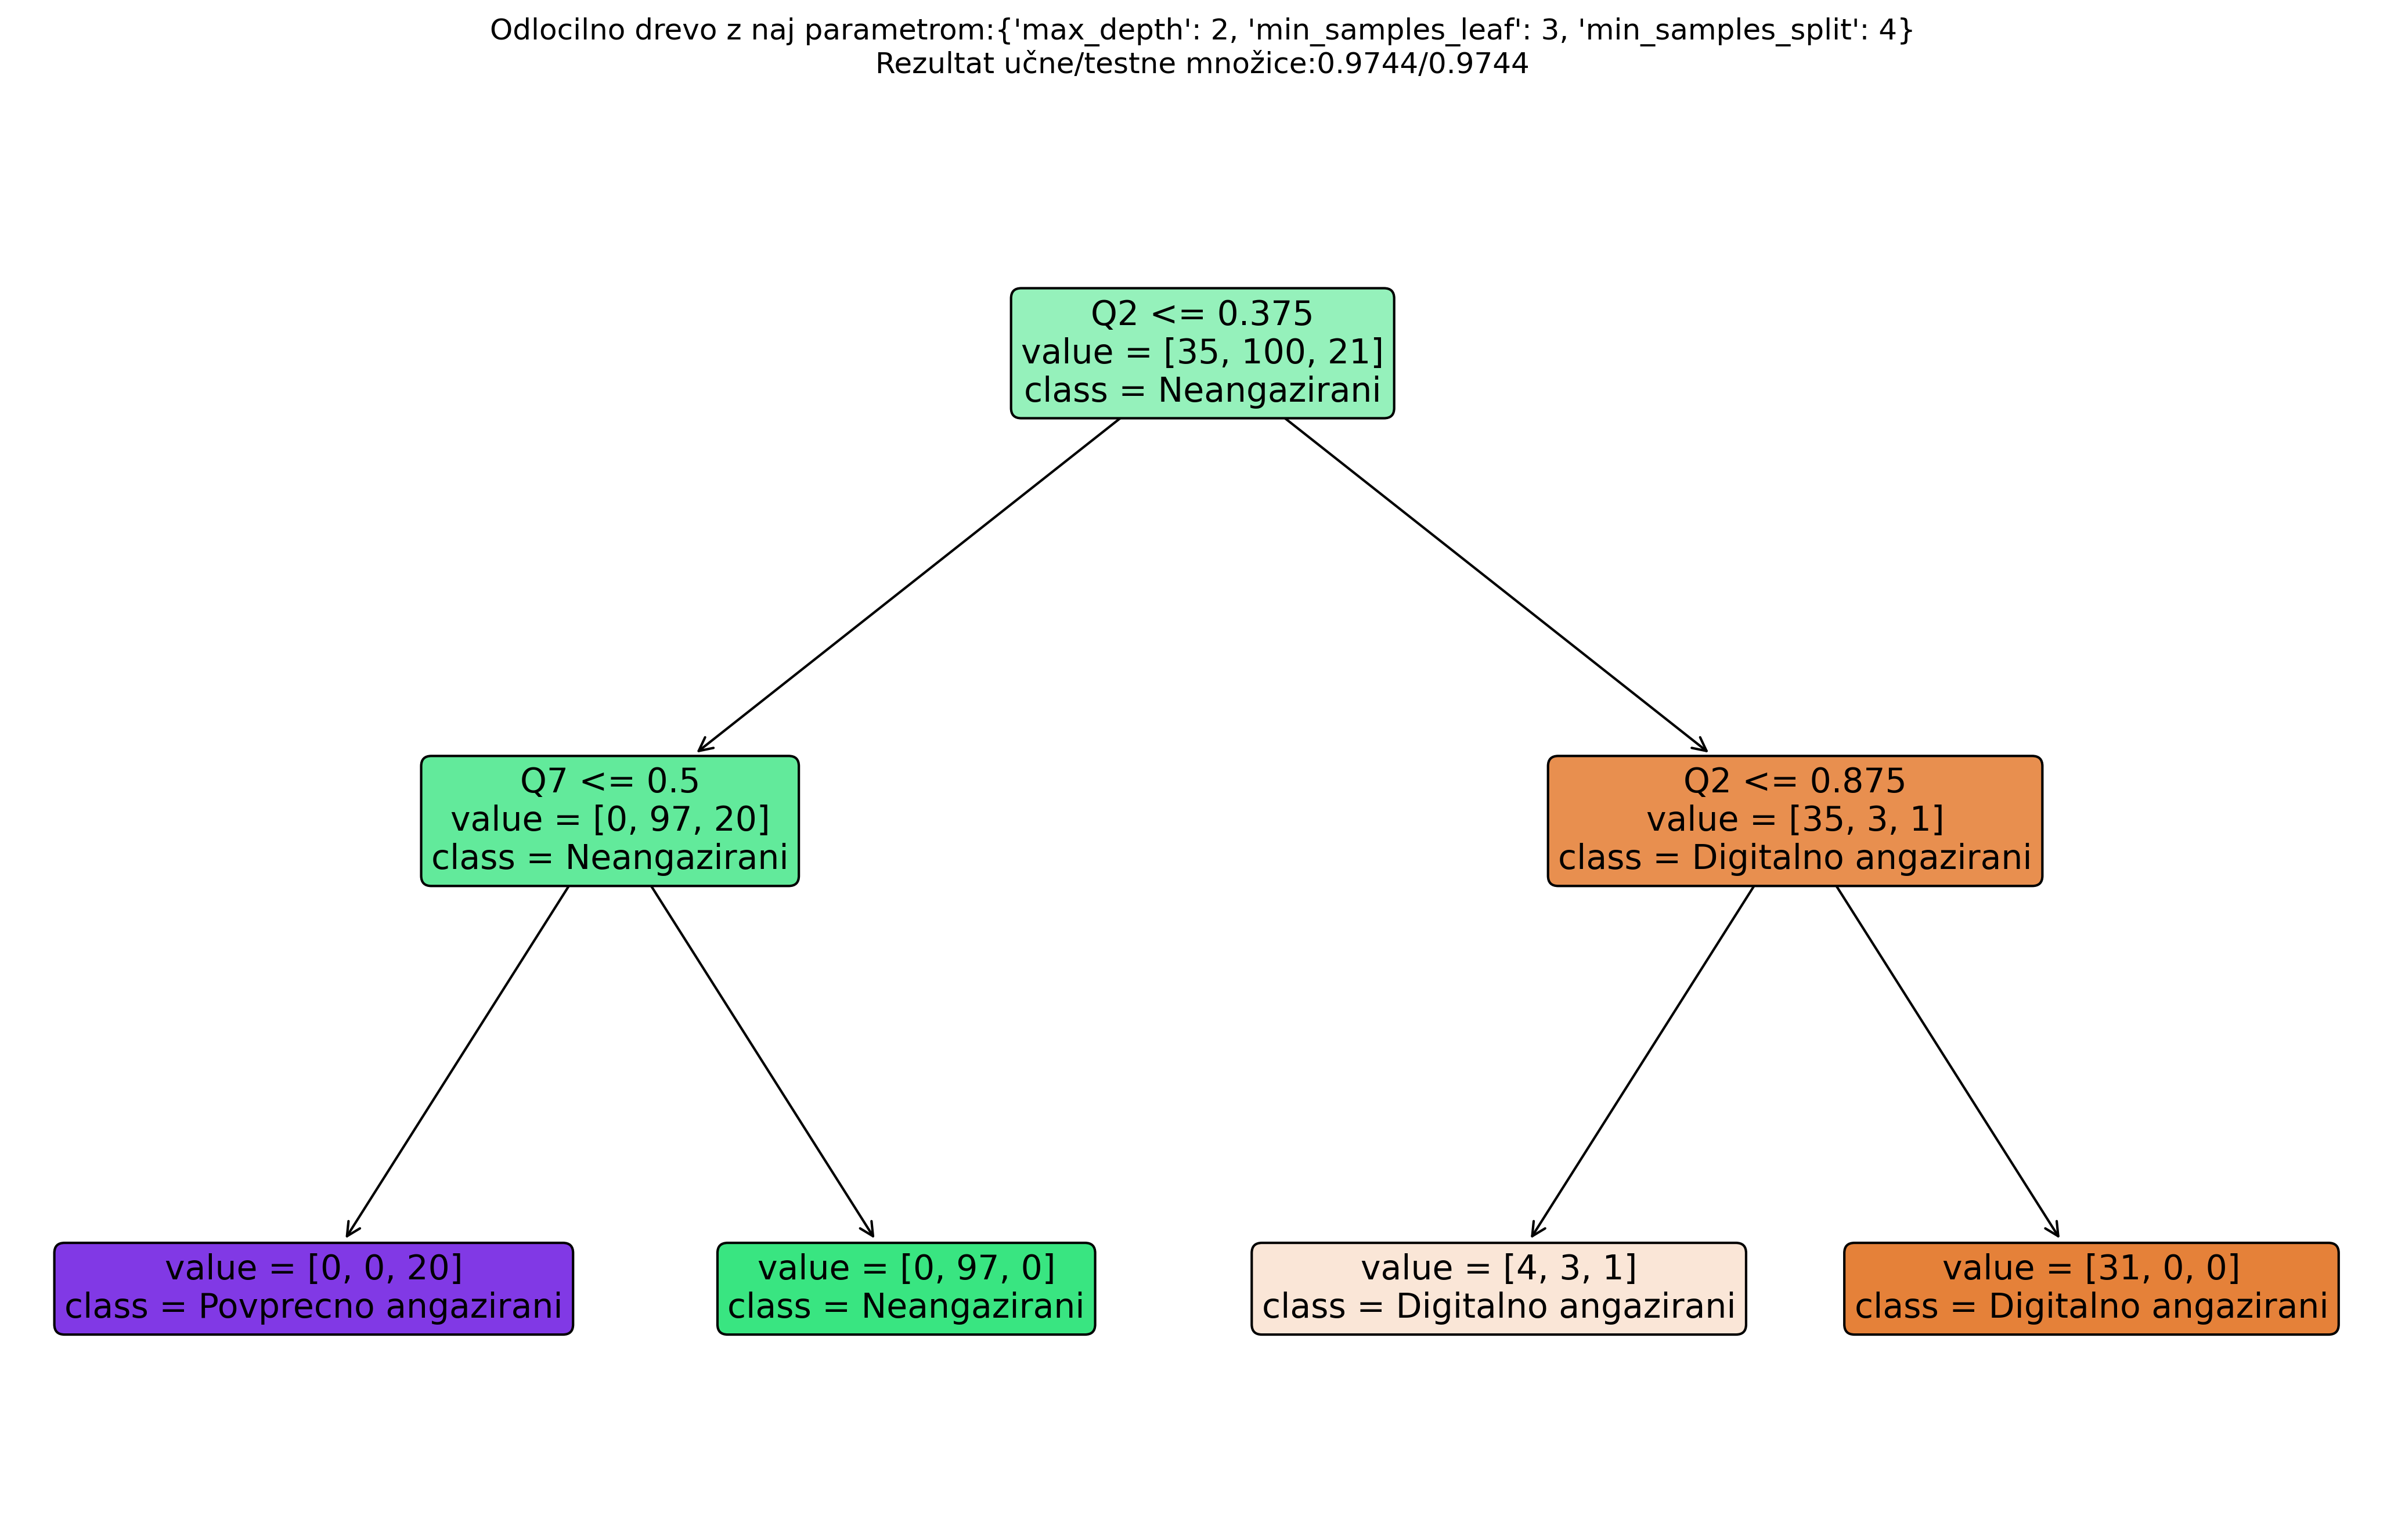 Odlocilno drevo z naj parametrom:{'max_depth': 2, 'min_samples_leaf': 3, 'min_samples_split': 4}
Rezultat učne/testne množice:0.9744/0.9744
Q2 <= 0.375
value = [35, 100, 21]
class = Neangazirani
Q7 <= 0.5
value = [0, 97, 20]
class = Neangazirani
Q2 <= 0.875
value = [35, 3, 1]
class = Digitalno angazirani
value = [0, 0, 20]
class = Povprecno angazirani
value = [0, 97, 0]
class = Neangazirani
value = [4, 3, 1]
class = Digitalno angazirani
value = [31, 0, 0]
class = Digitalno angazirani